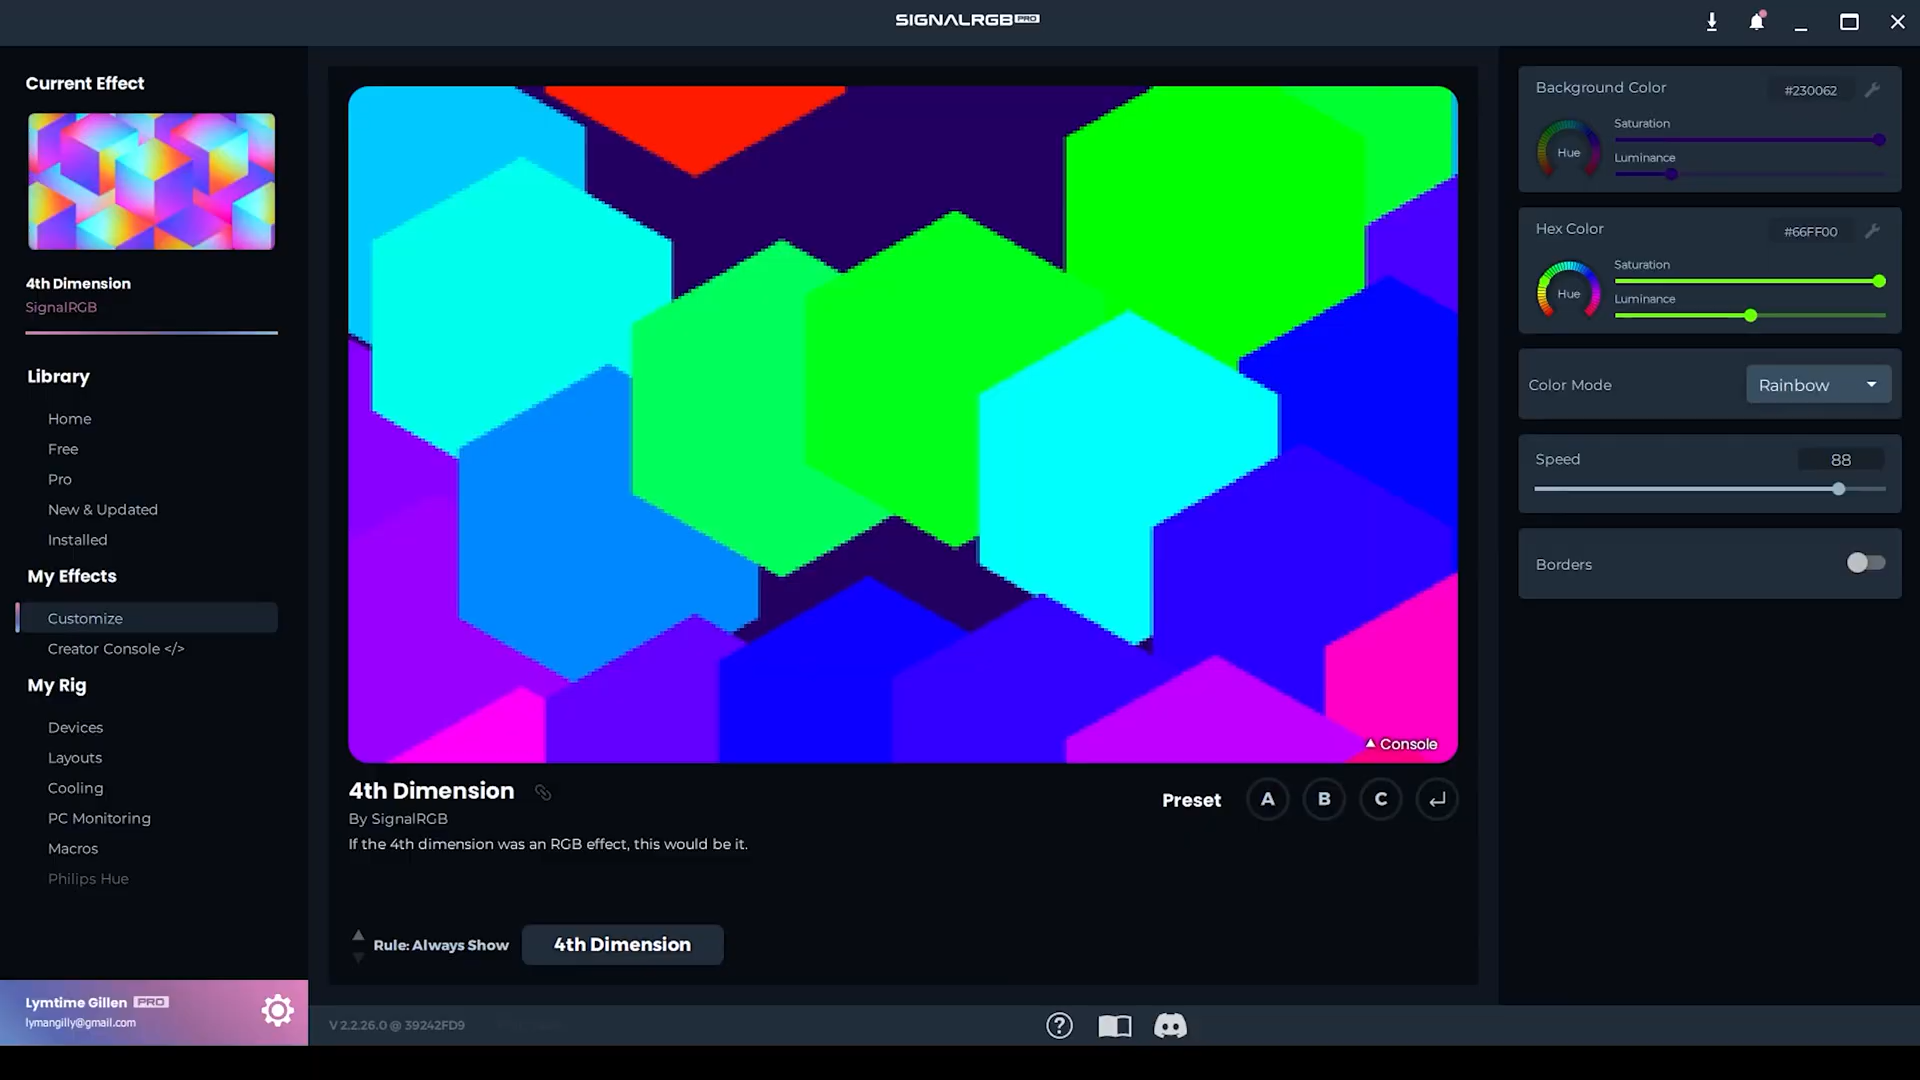 SIGNALRGB PRO
Current Effect
4th Dimension
SignalRGB
Library
Home
Free
Pro
New & Updated
Installed
My Effects
Customize
Creator Console </>
My Rig
Devices
Layouts
Cooling
PC Monitoring
Macros
Philips Hue
Lymtime Gillen PRO
lymangilly@gmail.com
Console
4th Dimension
By SignalRGB
If the 4th dimension was an RGB effect, this would be it.
Preset A B C
Rule: Always Show 4th Dimension
V 2.2.26.0 @ 39242FD9
Background Color #230062
Saturation
Hue
Luminance
Hex Color #66FF00
Saturation
Hue
Luminance
Color Mode Rainbow
Speed 88
Borders